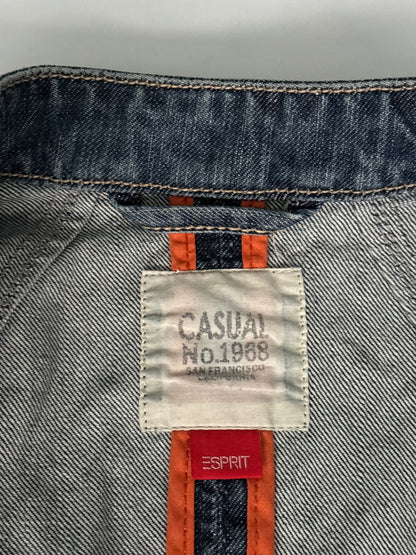 CASUAL
No.1968
SAN FRANCISCO
CALIFORNIA
ESPRIT